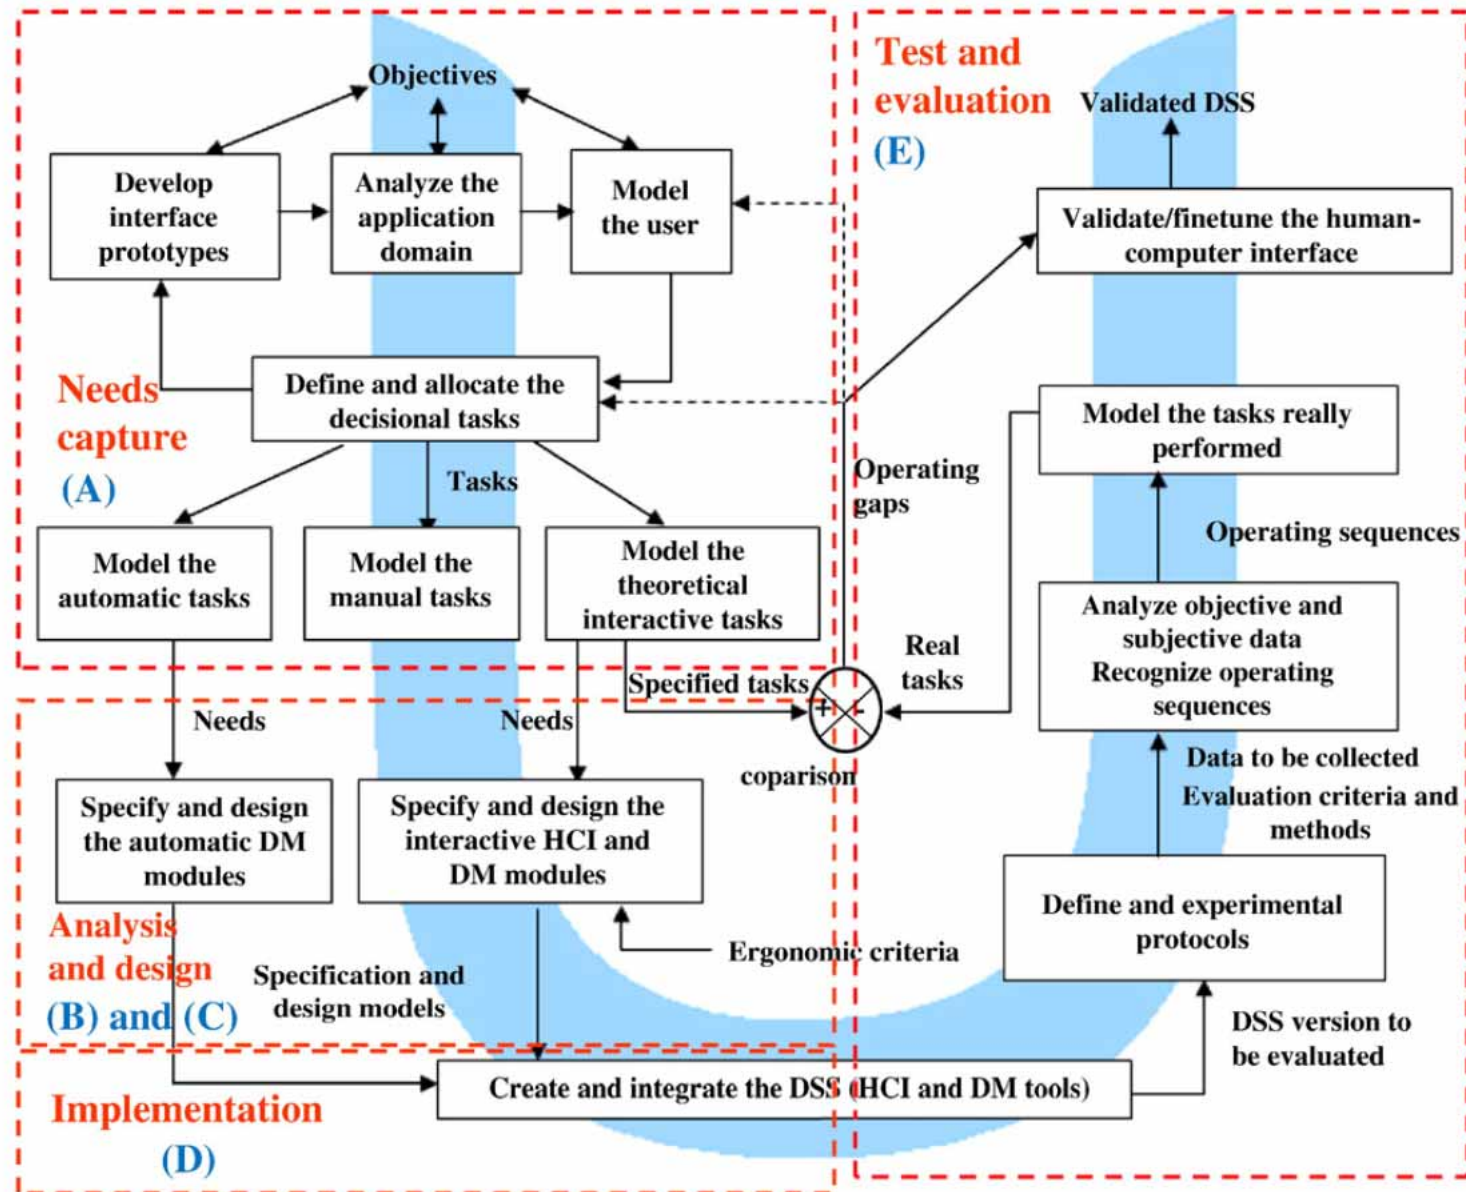 Objectives
Develop
interface
prototypes
Analyze the
application
domain
Model
the user
Define and allocate the
decisional tasks
Needs
capture
(A)
Tasks
Model the
automatic tasks
Model the
manual tasks
Model the
theoretical
interactive tasks
Specified tasks
Needs
Needs
+
-
coparison
Operating
gaps
Real
tasks
Specify and design
the automatic DM
modules
Specify and design the
interactive HCI and
DM modules
Analysis
and design
(B) and (C)
Ergonomic criteria
Specification and
design models
Create and integrate the DSS (HCI and DM tools)
Implementation
(D)
Test and
evaluation
(E)
Validated DSS
Validate/finetune the human-
computer interface
Model the tasks really
performed
Operating sequences
Analyze objective and
subjective data
Recognize operating
sequences
Data to be collected
Evaluation criteria and
methods
Define and experimental
protocols
DSS version to
be evaluated